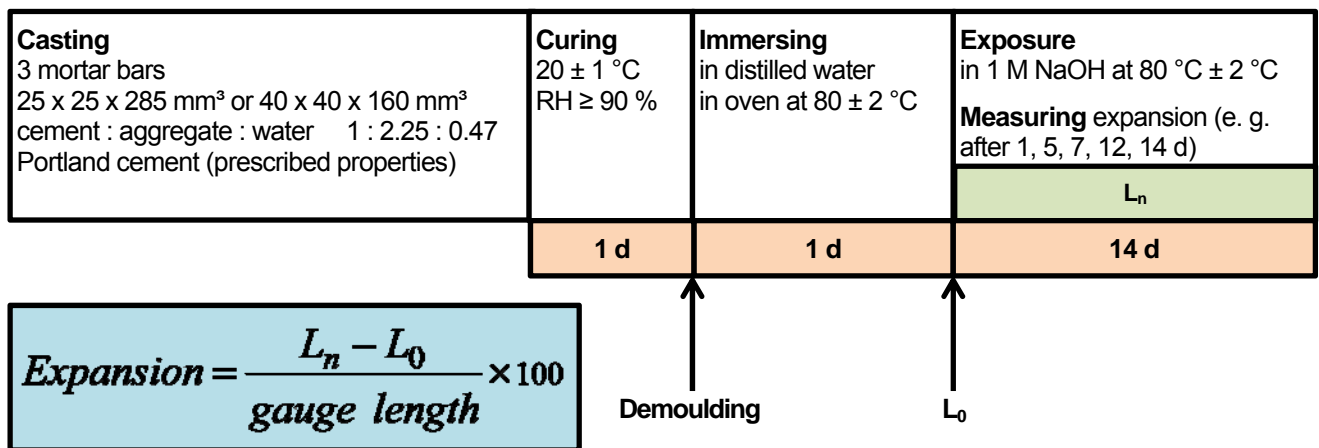 Casting
3 mortar bars
25 x 25 x 285 mm³ or 40 x 40 x 160 mm³
cement : aggregate : water 1 : 2.25 : 0.47
Portland cement (prescribed properties)
Curing
20 ± 1 °C
RH ≥ 90 %
Immersing
in distilled water
in oven at 80 ± 2 °C
Exposure
in 1 M NaOH at 80 °C ± 2 °C
Measuring expansion (e. g.
after 1, 5, 7, 12, 14 d)
Lₙ
1 d
1 d
14 d
Expansion = (Lₙ − L₀) / gauge length × 100
Demoulding
L₀